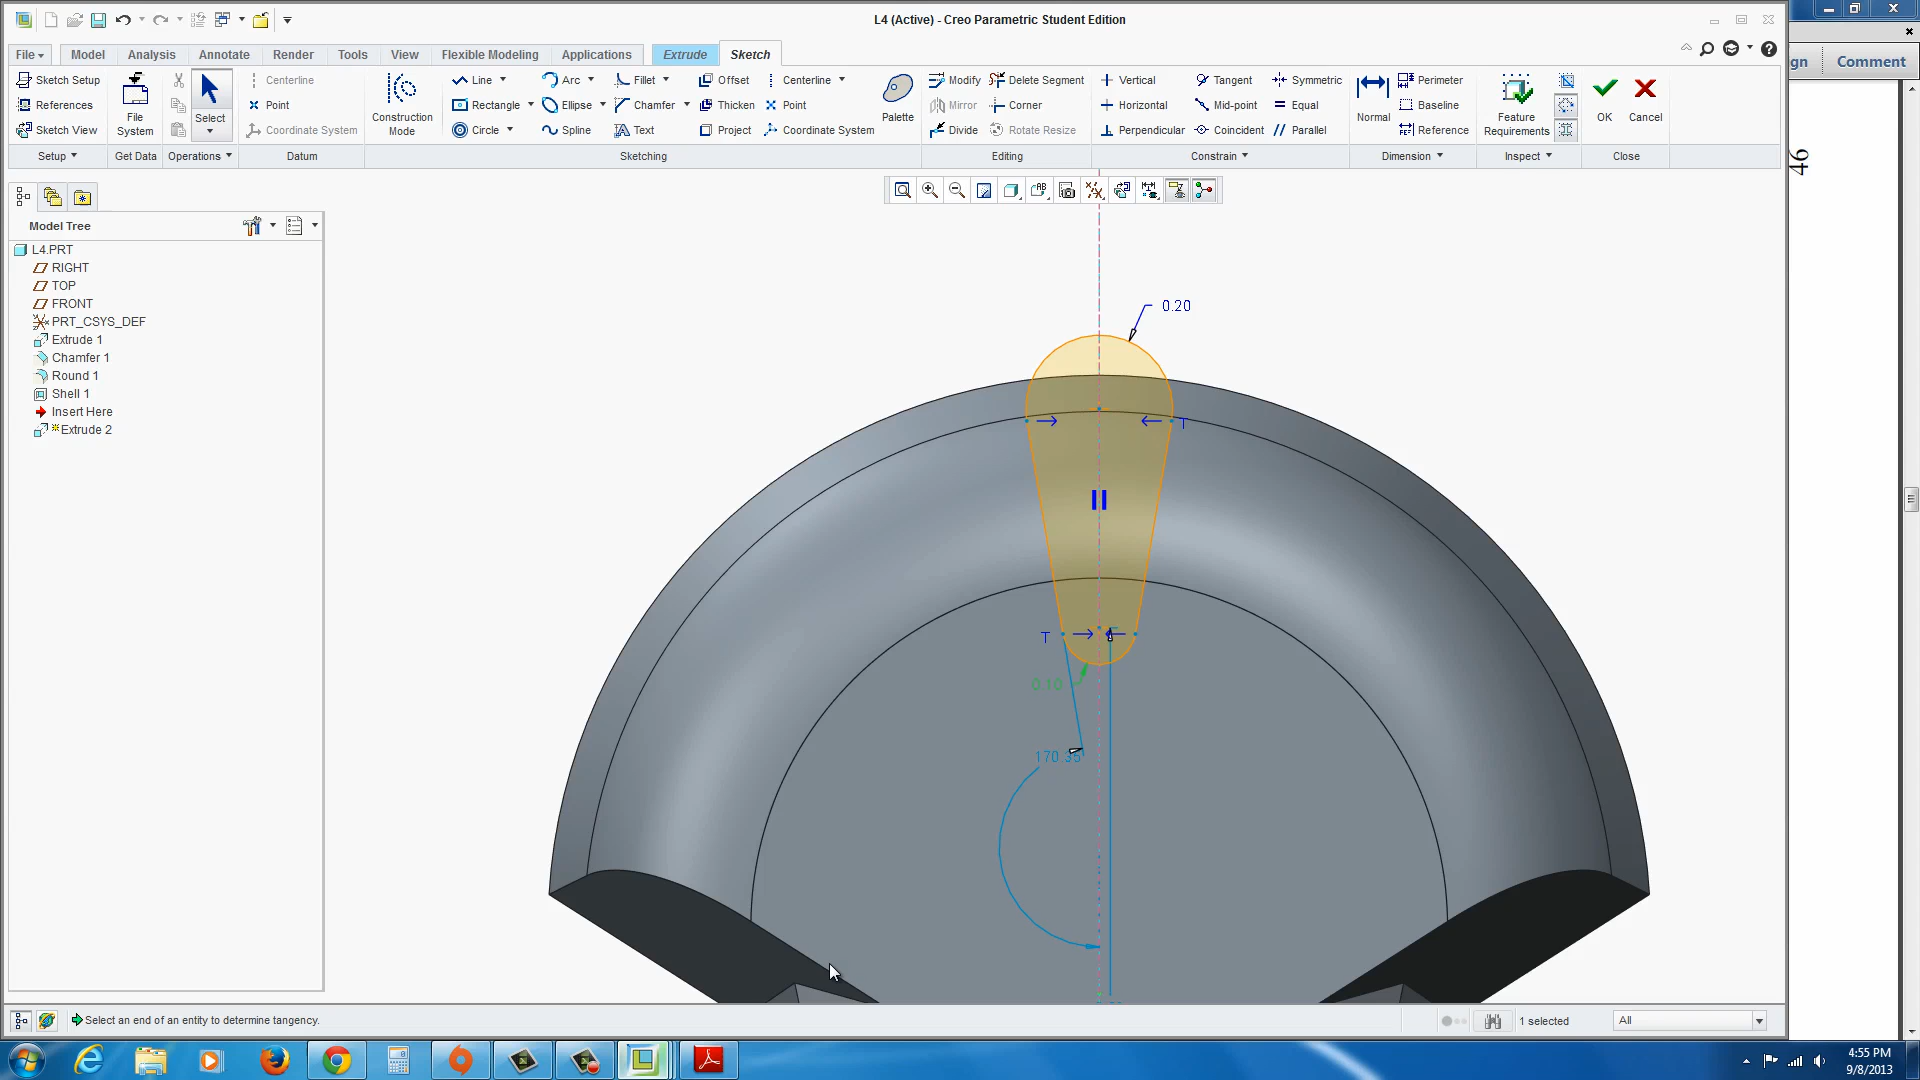 L4 (Active) - Creo Parametric Student Edition
File
Model
Analysis
Annotate
Render
Tools
View
Flexible Modeling
Applications
Extrude
Sketch
gn
Comment
Sketch Setup
References
Sketch View
File System
Select
Centerline
Point
Coordinate System
Construction Mode
Line
Rectangle
Circle
Arc
Ellipse
Spline
Fillet
Chamfer
Text
Offset
Thicken
Project
Centerline
Point
Coordinate System
Palette
Modify
Mirror
Divide
Delete Segment
Corner
Rotate Resize
Vertical
Horizontal
Perpendicular
Tangent
Mid-point
Coincident
Symmetric
Equal
Parallel
Normal
Perimeter
Baseline
Reference
Feature Requirements
OK
Cancel
Setup
Get Data
Operations
Datum
Sketching
Editing
Constrain
Dimension
Inspect
Close
46
Model Tree
L4.PRT
RIGHT
TOP
FRONT
PRT_CSYS_DEF
Extrude 1
Chamfer 1
Round 1
Shell 1
Insert Here
Extrude 2
0.20
T
T
0.10
170.35
Select an end of an entity to determine tangency.
1 selected
All
4:55 PM
9/8/2013